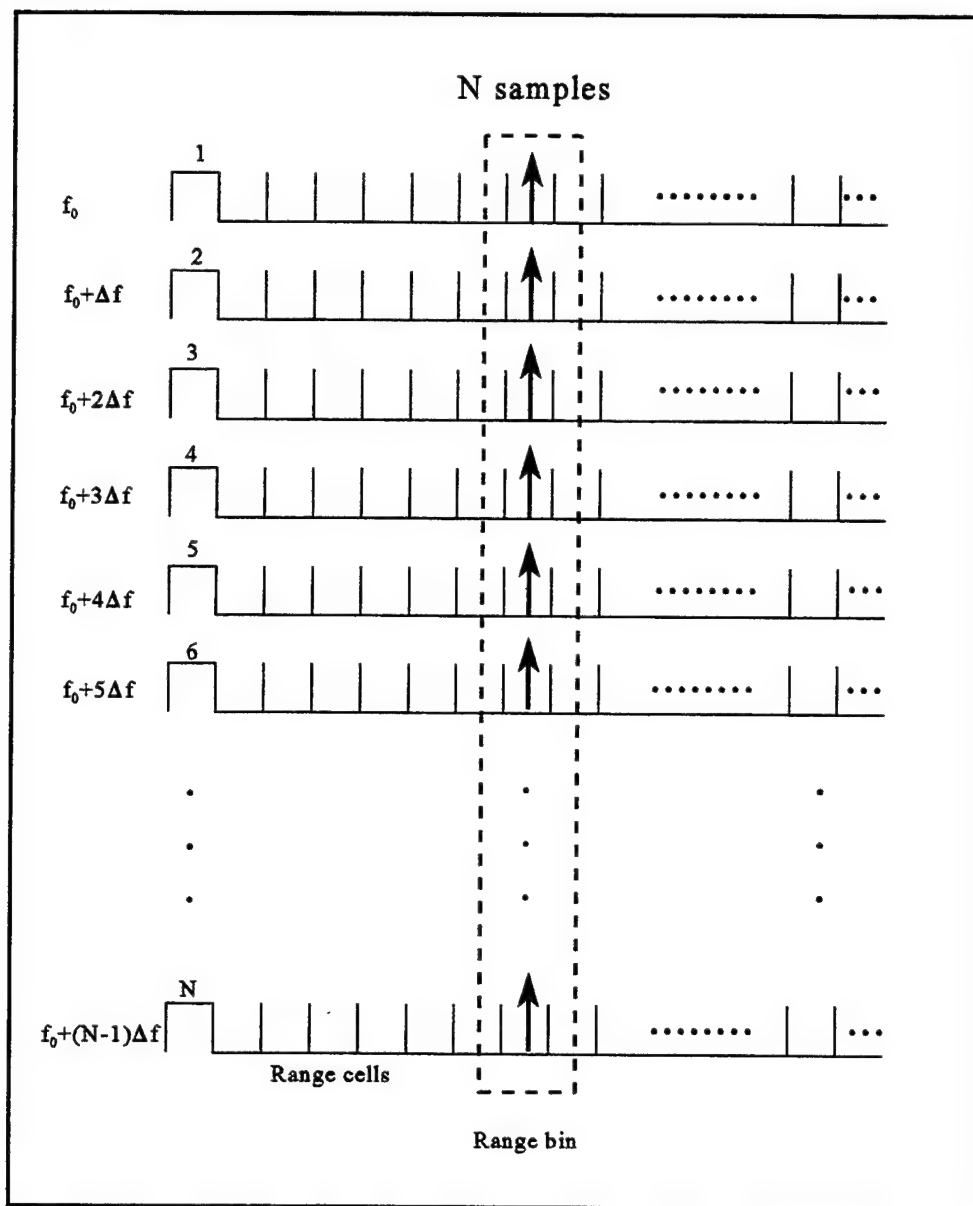 N samples
1
f₀
2
f₀+Δf
3
f₀+2Δf
4
f₀+3Δf
5
f₀+4Δf
6
f₀+5Δf
N
f₀+(N-1)Δf
Range cells
Range bin